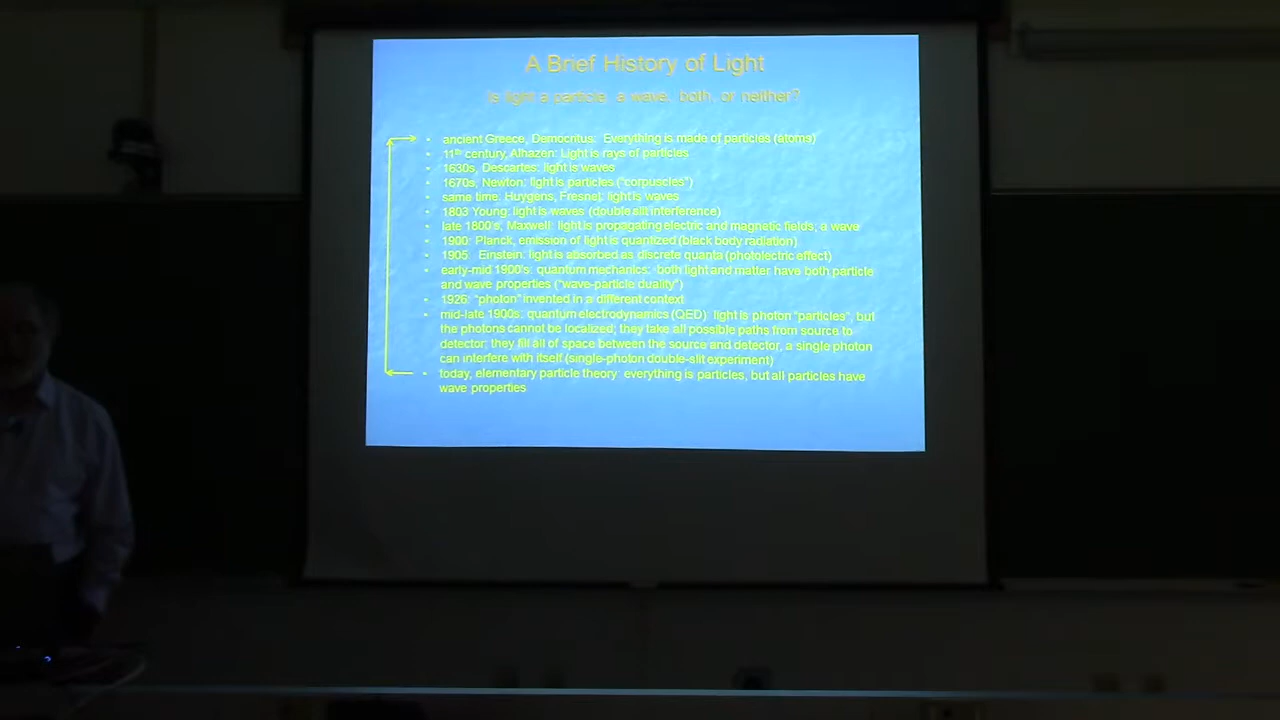 A Brief History of Light
Is light a particle, a wave, both, or neither?
• ancient Greece, Democritus: Everything is made of particles (atoms)
• 11th century, Alhazen: Light is rays of particles
• 1630s, Descartes: light is waves
• 1670s, Newton: light is particles ("corpuscles")
• same time: Huygens, Fresnel: light is waves
• 1803 Young: light is waves (double slit interference)
• late 1800's, Maxwell: light is propagating electric and magnetic fields; a wave
• 1900: Planck, emission of light is quantized (black body radiation)
• 1905: Einstein: light is absorbed as discrete quanta (photolectric effect)
• early-mid 1900's: quantum mechanics: both light and matter have both particle
and wave properties ("wave-particle duality")
• 1926: "photon" invented in a different context
• mid-late 1900s: quantum electrodynamics (QED): light is photon "particles", but
the photons cannot be localized; they take all possible paths from source to
detector; they fill all of space between the source and detector, a single photon
can interfere with itself (single-photon double-slit experiment)
• today, elementary particle theory: everything is particles, but all particles have
wave properties